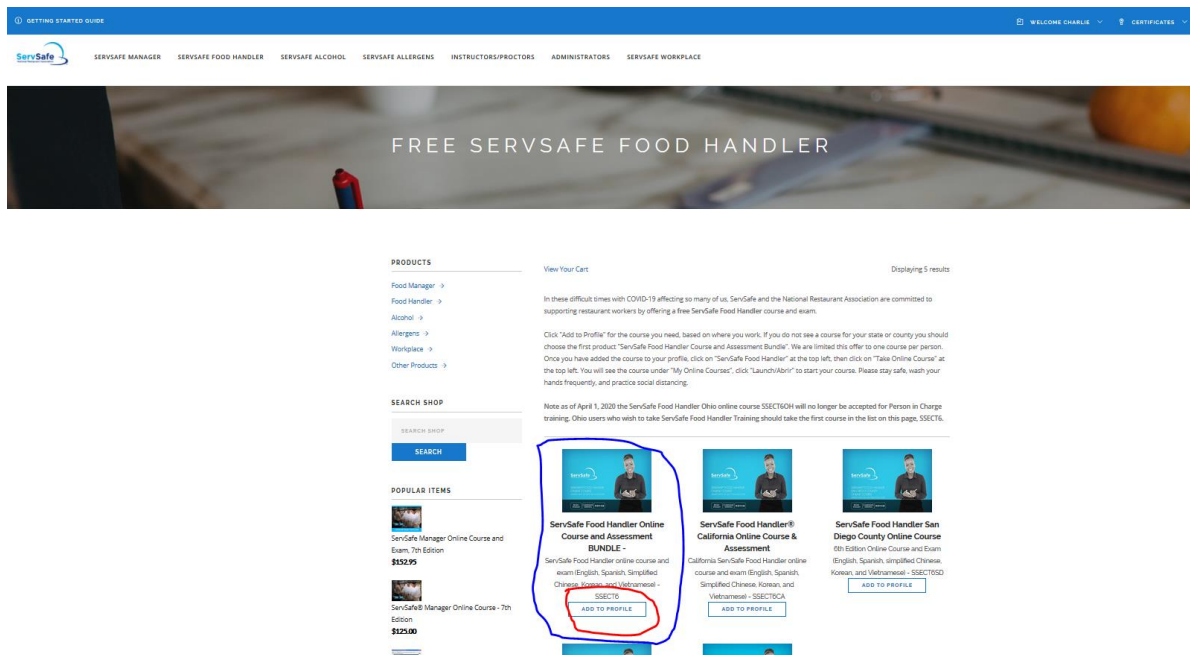 GETTING STARTED GUIDE
WELCOME CHARLIE
CERTIFICATES
ServSafe
SERVSAFE MANAGER
SERVSAFE FOOD HANDLER
SERVSAFE ALCOHOL
SERVSAFE ALLERGENS
INSTRUCTORS/PROCTORS
ADMINISTRATORS
SERVSAFE WORKPLACE
FREE SERVSAFE FOOD HANDLER
PRODUCTS
Food Manager
Food Handler
Alcohol
Allergens
Workplace
Other Products
SEARCH SHOP
SEARCH SHOP
SEARCH
POPULAR ITEMS
ServSafe Manager Online Course and
Exam, 7th Edition
$152.95
ServSafe® Manager Online Course - 7th
Edition
$125.00
View Your Cart
Displaying 5 results
In these difficult times with COVID-19 affecting so many of us, ServSafe and the National Restaurant Association are committed to
supporting restaurant workers by offering a free ServSafe Food Handler course and exam.
Click "Add to Profile" for the course you need, based on where you work. If you do not see a course for your state or county you should
choose the first product "ServSafe Food Handler Course and Assessment Bundle". We are limited this offer to one course per person.
Once you have added the course to your profile, click on "ServSafe Food Handler" at the top left, then click on "Take Online Course" at
the top left. You will see the course under "My Online Courses", click "Launch/Abrir" to start your course. Please stay safe, wash your
hands frequently, and practice social distancing.
Note as of April 1, 2020 the ServSafe Food Handler Ohio online course SSECT6OH will no longer be accepted for Person in Charge
training. Ohio users who wish to take ServSafe Food Handler Training should take the first course in the list on this page, SSECT6.
ServSafe
ServSafe Food Handler Online
Course and Assessment
BUNDLE -
ServSafe Food Handler online course and
exam (English, Spanish, Simplified
Chinese, Korean, and Vietnamese) -
SSECT6
ADD TO PROFILE
ServSafe
ServSafe Food Handler®
California Online Course &
Assessment
California ServSafe Food Handler online
course and exam (English, Spanish,
Simplified Chinese, Korean, and
Vietnamese) - SSECT6CA
ADD TO PROFILE
ServSafe
ServSafe Food Handler San
Diego County Online Course
6th Edition Online Course and Exam
(English, Spanish, simplified Chinese,
Korean, and Vietnamese) - SSECT6SD
ADD TO PROFILE